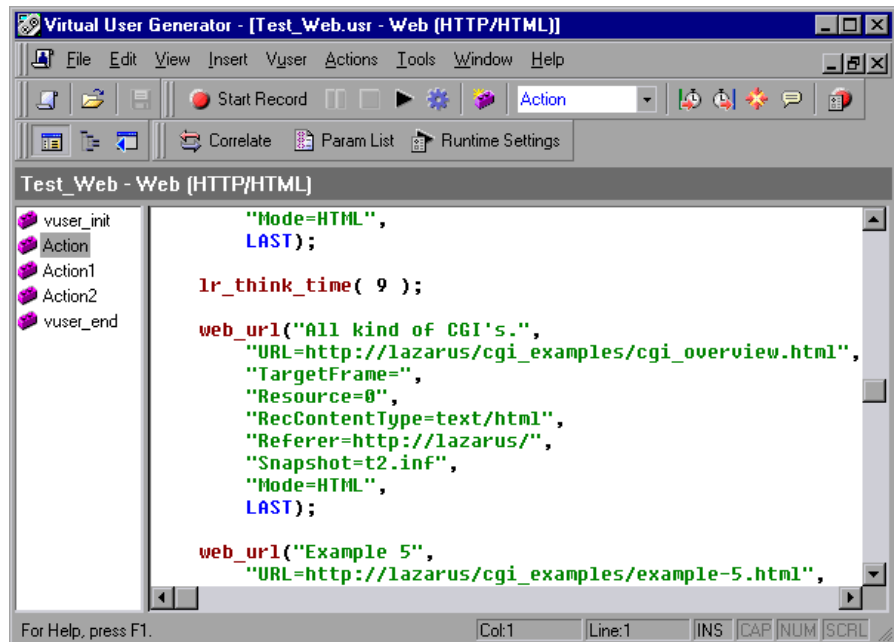 Virtual User Generator - [Test_Web.usr - Web (HTTP/HTML)]
File Edit View Insert Vuser Actions Tools Window Help
Start Record Action
Correlate Param List Runtime Settings
Test_Web - Web (HTTP/HTML)
vuser_init
Action
Action1
Action2
vuser_end
"Mode=HTML",
LAST);
lr_think_time( 9 );
web_url("All kind of CGI's.",
"URL=http://lazarus/cgi_examples/cgi_overview.html",
"TargetFrame=",
"Resource=0",
"RecContentType=text/html",
"Referer=http://lazarus/",
"Snapshot=t2.inf",
"Mode=HTML",
LAST);
web_url("Example 5",
"URL=http://lazarus/cgi_examples/example-5.html",
For Help, press F1. Col:1 Line:1 INS CAP NUM SCRL